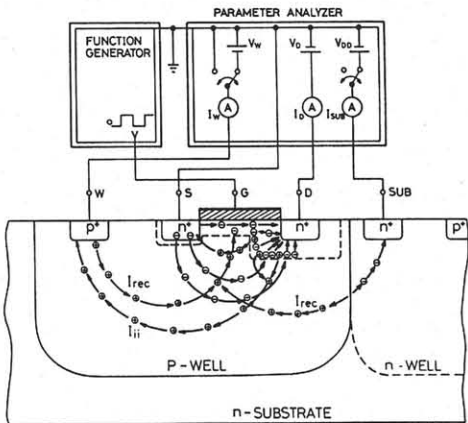 PARAMETER ANALYZER
FUNCTION
GENERATOR
V_W
V_D
V_DD
A
A
A
I_W
I_D
I_SUB
W
S
G
D
SUB
p⁺
n⁺
n⁺
n⁺
p⁺
I_rec
I_rec
I_ii
P-WELL
n-WELL
n-SUBSTRATE